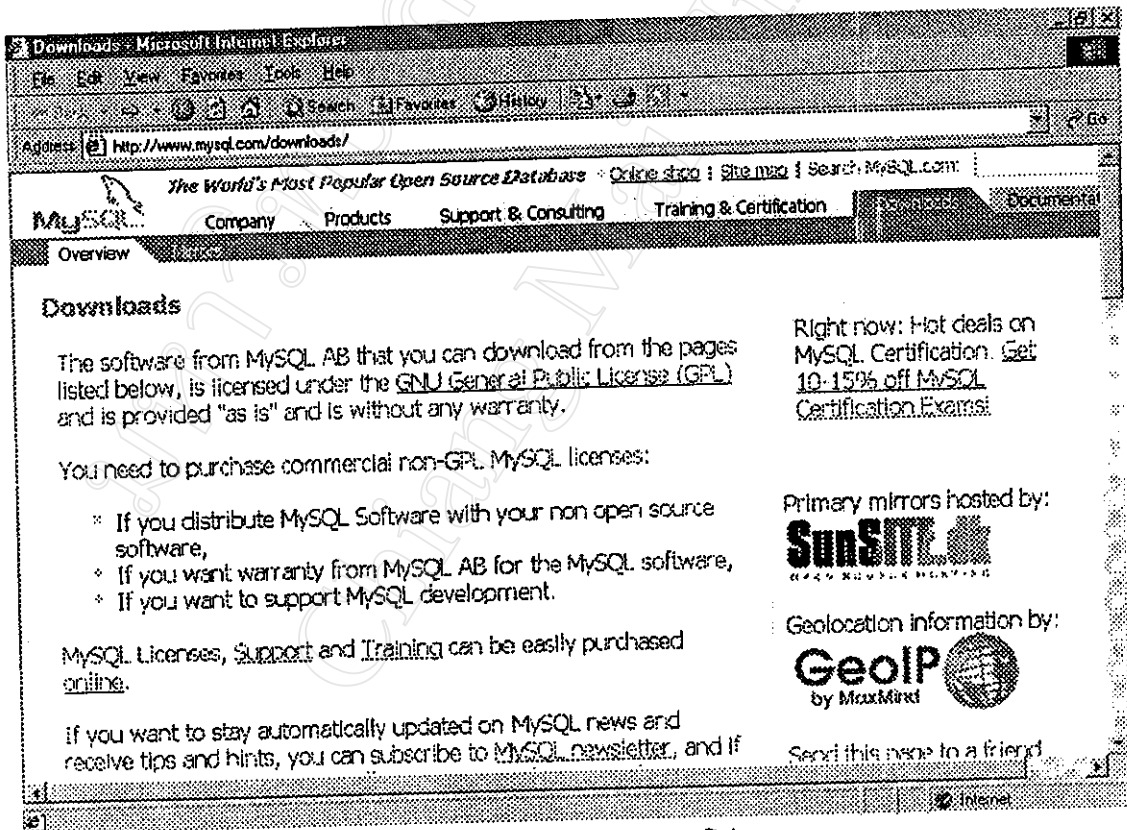 Downloads - Microsoft Internet Explorer
File Edit View Favorites Tools Help
Search Favorites History
Address http://www.mysql.com/downloads/ Go
The World's Most Popular Open Source Database Online shop | Site map | Search MySQL.com:
MySQL Company Products Support & Consulting Training & Certification Downloads Documentat
Overview
Downloads
The software from MySQL AB that you can download from the pages
listed below, is licensed under the GNU General Public License (GPL)
and is provided "as is" and is without any warranty.
You need to purchase commercial non-GPL MySQL licenses:
If you distribute MySQL Software with your non open source
software,
If you want warranty from MySQL AB for the MySQL software,
If you want to support MySQL development.
MySQL Licenses, Support and Training can be easily purchased
online.
If you want to stay automatically updated on MySQL news and
receive tips and hints, you can subscribe to MySQL newsletter, and if
Right now: Hot deals on
MySQL Certification. Get
10-15% off MySQL
Certification Exams!
Primary mirrors hosted by:
SunSITE.dk
OPEN SOURCE HOSTING
Geolocation information by:
GeoIP
by MaxMind
Send this page to a friend
Internet
Chiang Mai